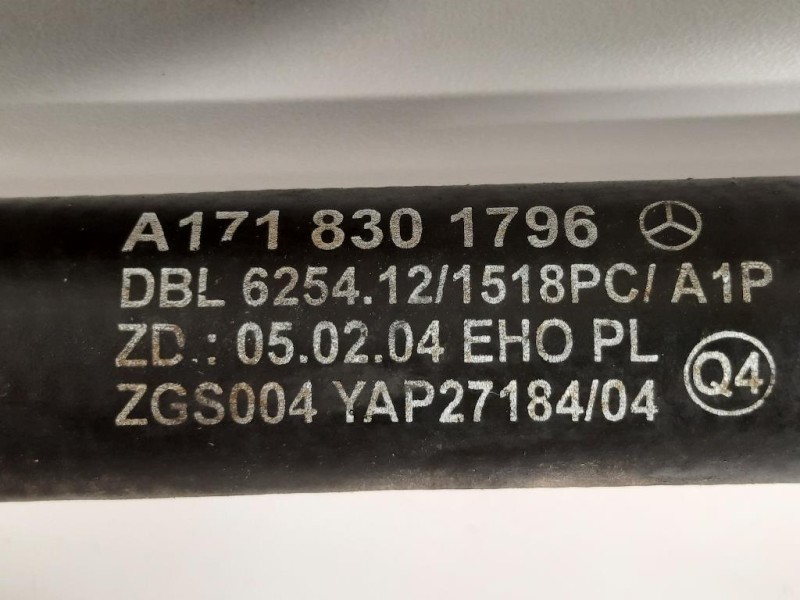 A171 830 1796
DBL 6254.12/1518PC/ A1P
ZD.: 05.02.04 EHO PL
ZGS004 YAP27184/04 Q4